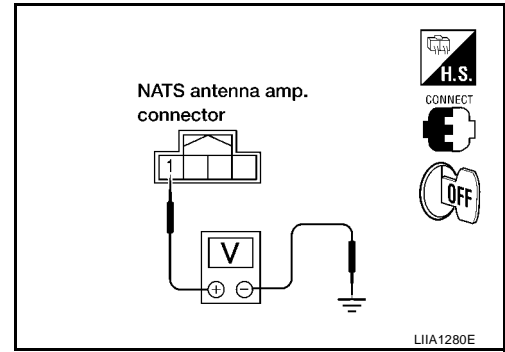 NATS antenna amp.
connector
H.S.
CONNECT
1
OFF
V
+ −
LIIA1280E